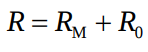 R = R_M + R_0